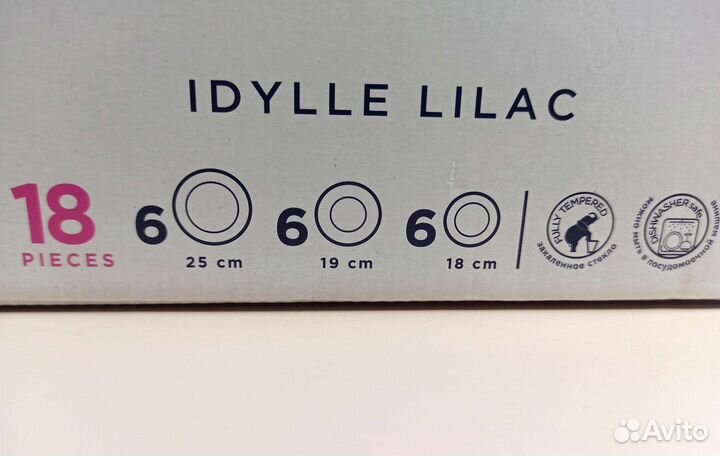 IDYLLE LILAC
18
PIECES
6
25 cm
6
19 cm
6
18 cm
FULLY TEMPERED
закаленное стекло
DISHWASHER safe
можно мыть в посудомоечной машине
Avito